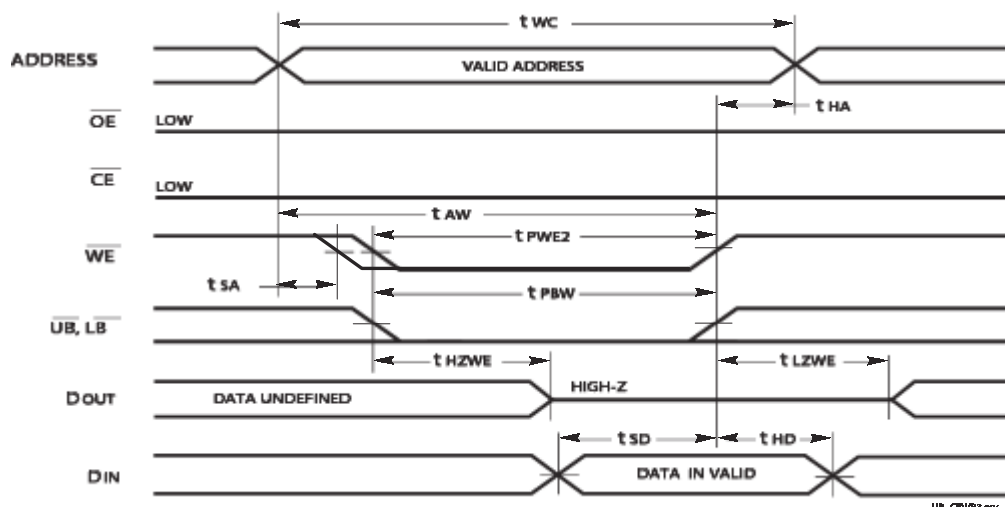 t WC
ADDRESS
VALID ADDRESS
t HA
OE
LOW
CE
LOW
t AW
t PWE2
WE
t SA
t PBW
UB, LB
t HZWE
t LZWE
HIGH-Z
DOUT
DATA UNDEFINED
t SD
t HD
DIN
DATA IN VALID